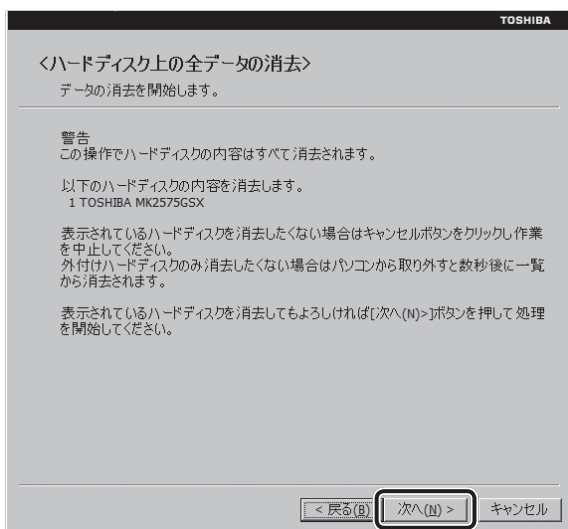 TOSHIBA
<ハードディスク上の全データの消去>
データの消去を開始します。
警告
この操作でハードディスクの内容はすべて消去されます。
以下のハードディスクの内容を消去します。
1 TOSHIBA MK2575GSX
表示されているハードディスクを消去したくない場合はキャンセルボタンをクリックし作業
を中止してください。
外付けハードディスクのみ消去したくない場合はパソコンから取り外すと数秒後に一覧
から消去されます。
表示されているハードディスクを消去してもよろしければ[次へ(N)>]ボタンを押して処理
を開始してください。
< 戻る(B) 次へ(N) > キャンセル